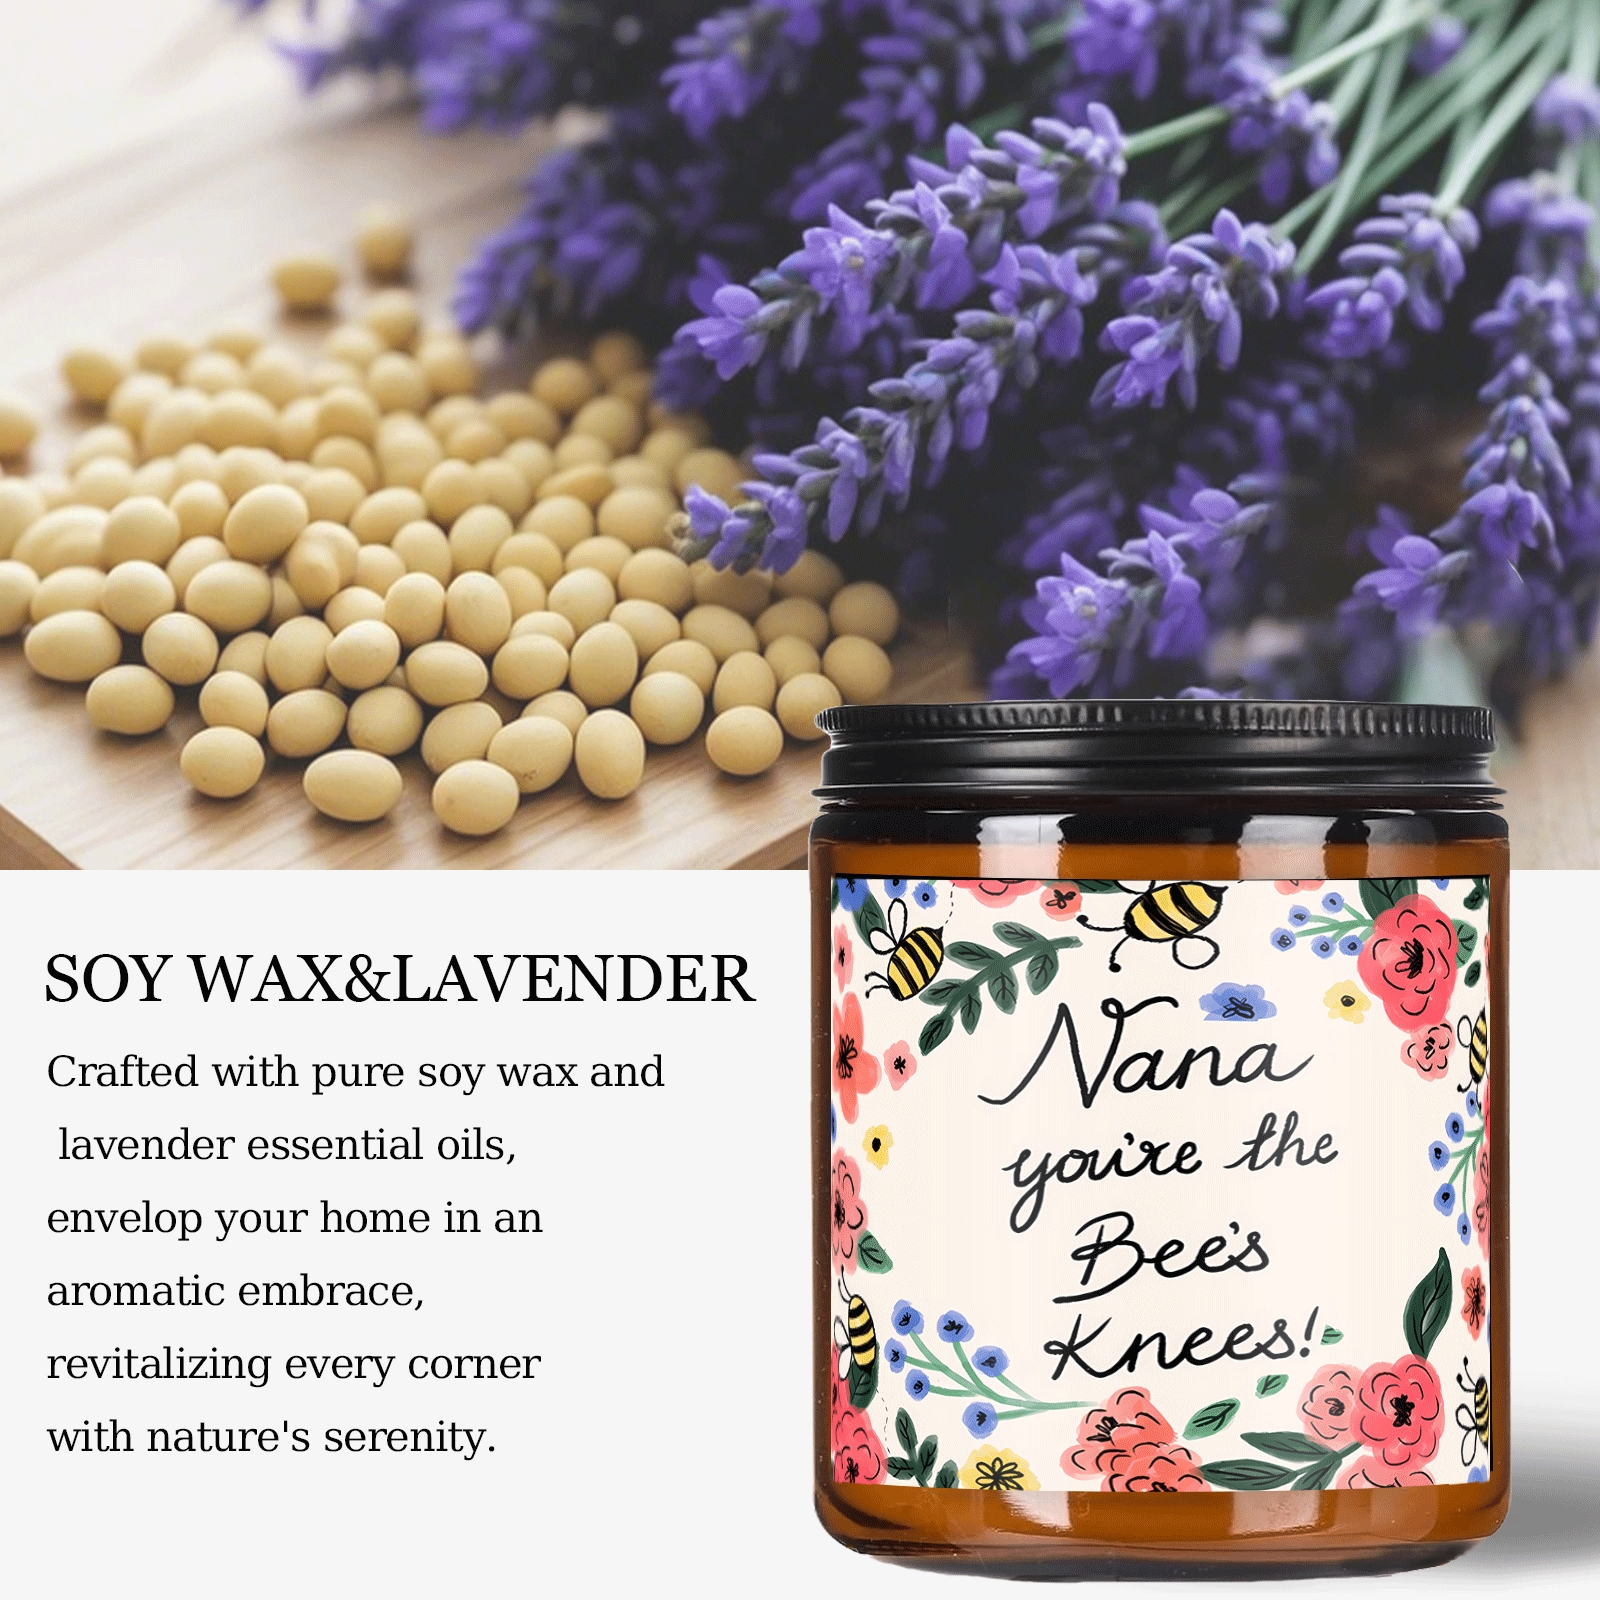 SOY WAX&LAVENDER
Crafted with pure soy wax and
lavender essential oils,
envelop your home in an
aromatic embrace,
revitalizing every corner
with nature's serenity.
Nana
you're the
Bee's
Knees!